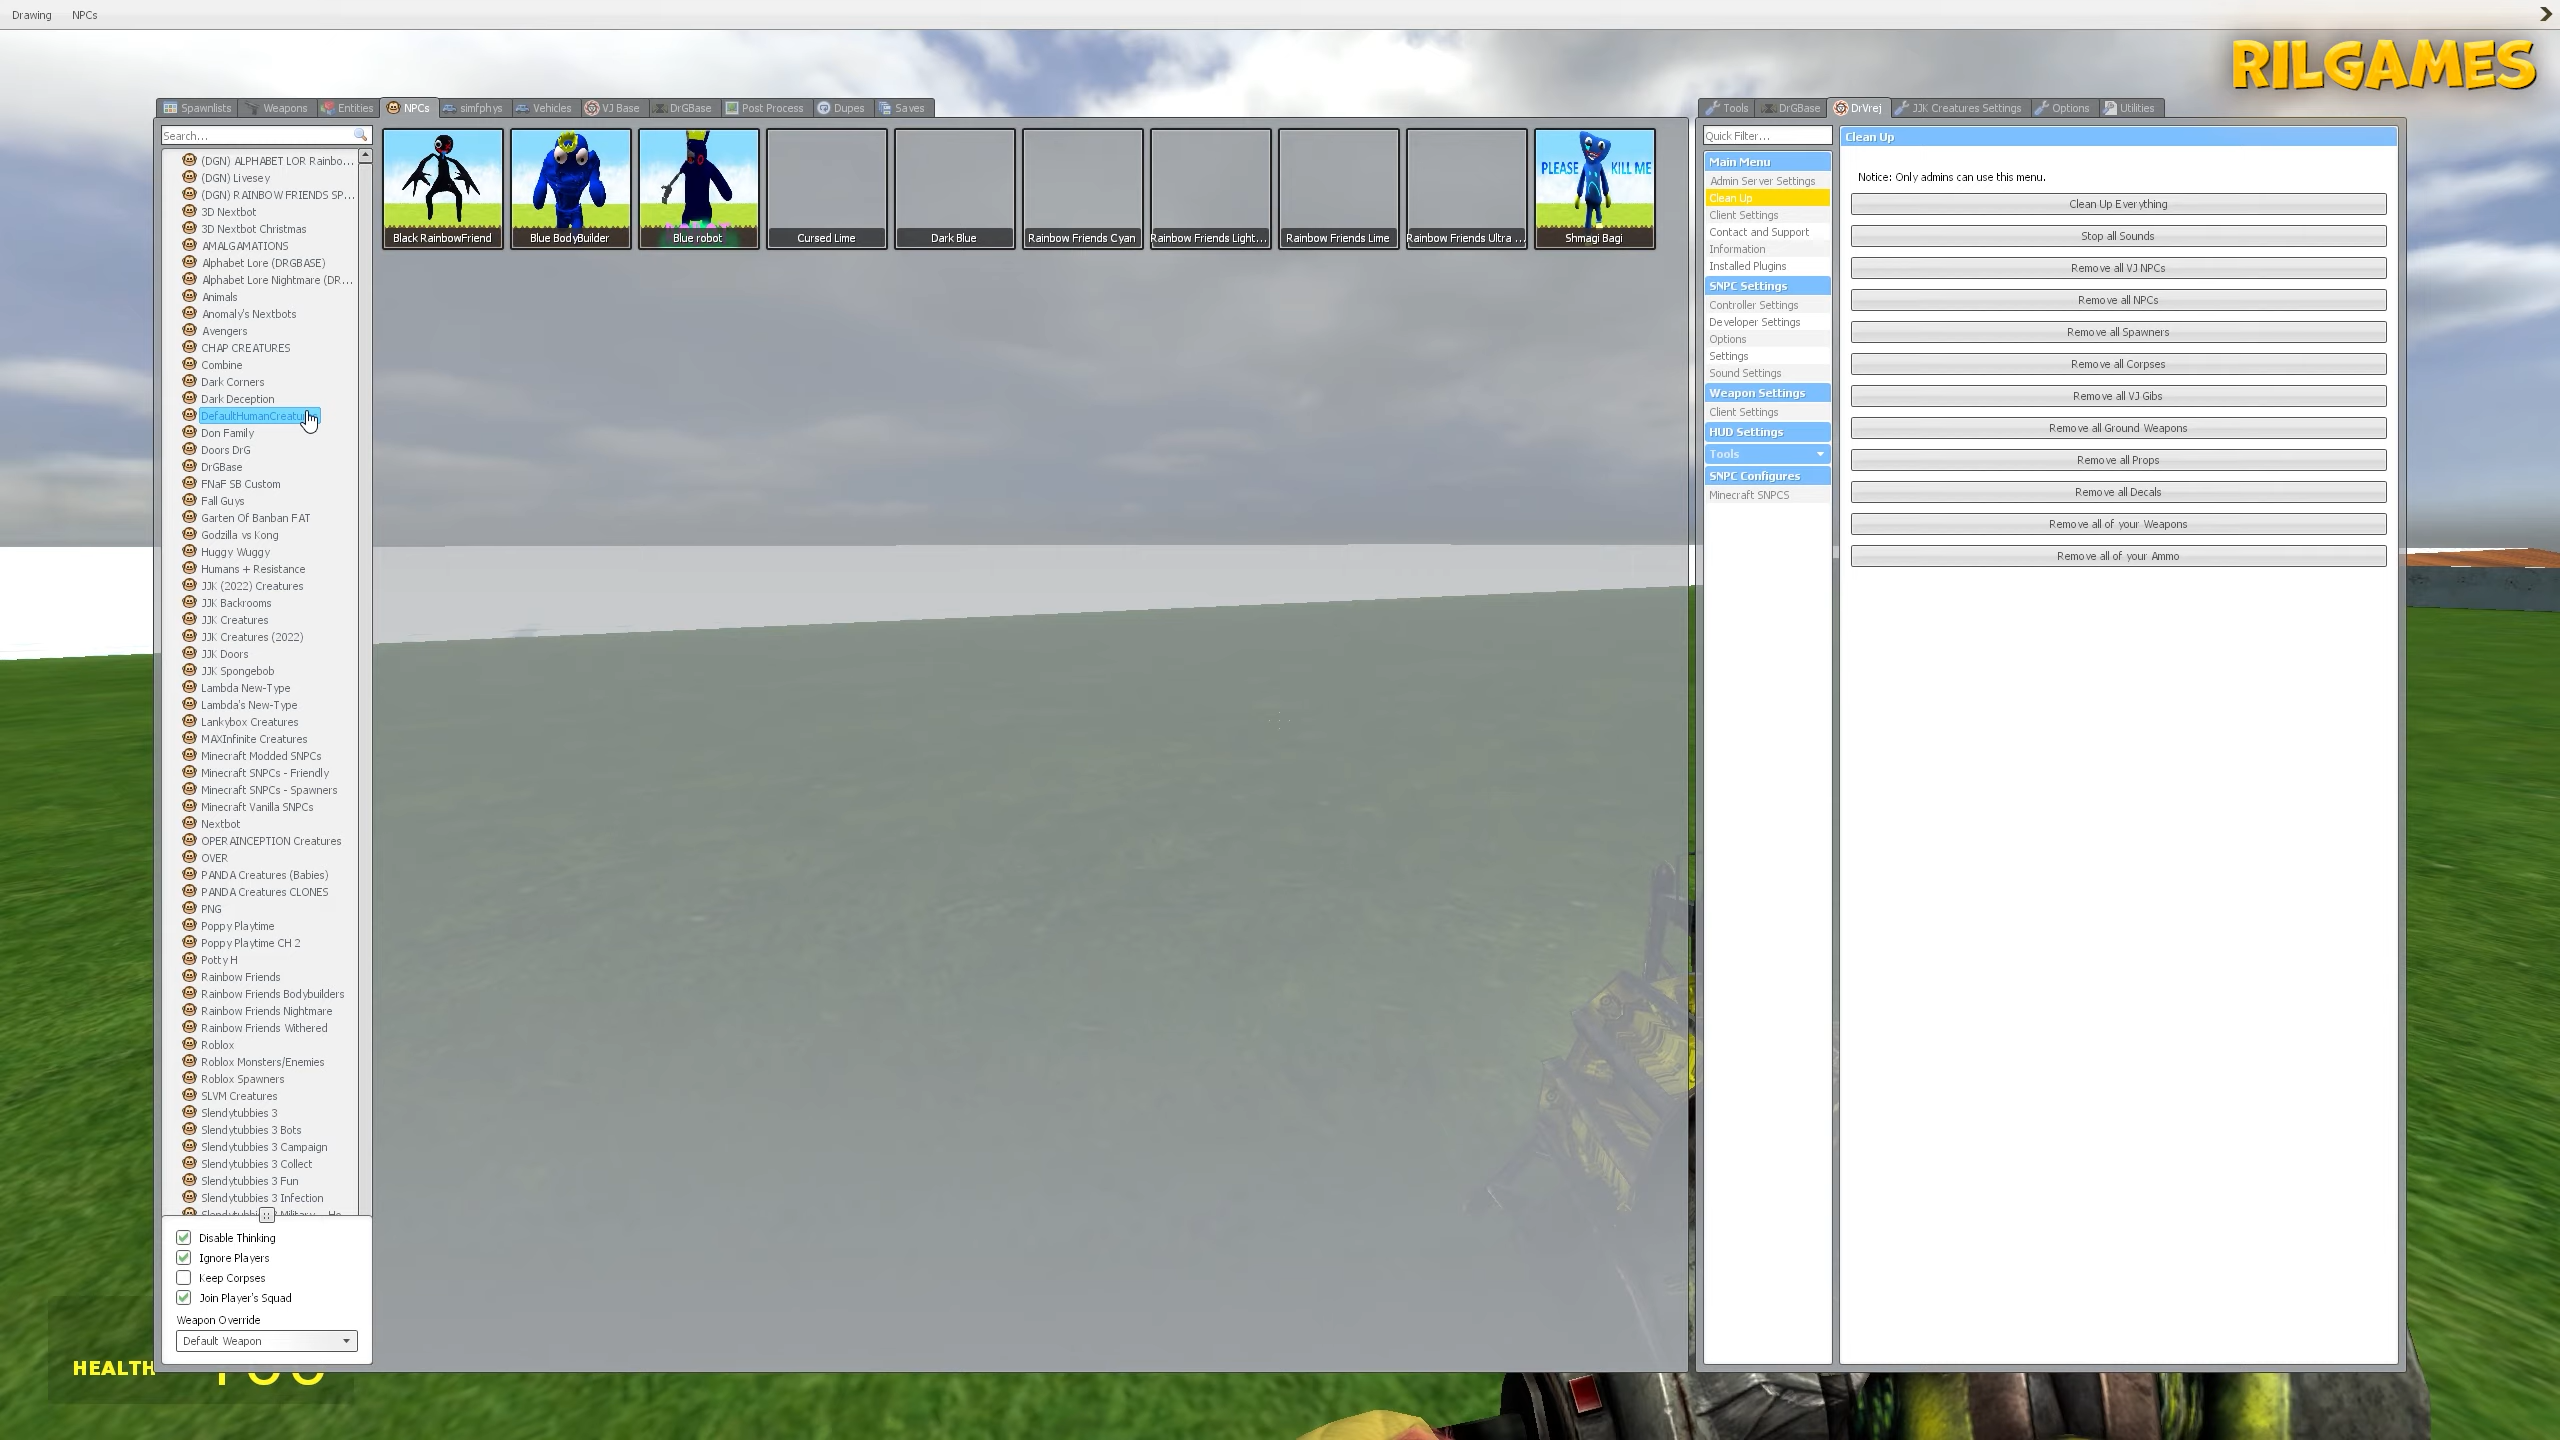 Drawing NPCs
RILGAMES
Spawnlists Weapons Entities NPCs simfphys Vehicles VJ Base DrGBase Post Process Dupes Saves
Search...
(DGN) ALPHABET LOR Rainbo...
(DGN) Livesey
(DGN) RAINBOW FRIENDS SP...
3D Nextbot
3D Nextbot Christmas
AMALGAMATIONS
Alphabet Lore (DRGBASE)
Alphabet Lore Nightmare (DR...
Animals
Anomaly's Nextbots
Avengers
CHAP CREATURES
Combine
Dark Corners
Dark Deception
Don Family
Doors DrG
DrGBase
FNaF SB Custom
Fall Guys
Garten Of Banban FAT
Godzilla vs Kong
Huggy Wuggy
Humans + Resistance
JJK (2022) Creatures
JJK Backrooms
JJK Creatures
JJK Creatures (2022)
JJK Doors
JJK Spongebob
Lambda New-Type
Lambda's New-Type
Lankybox Creatures
MAXInfinite Creatures
Minecraft Modded SNPCs
Minecraft SNPCs - Friendly
Minecraft SNPCs - Spawners
Minecraft Vanilla SNPCs
Nextbot
OPERAINCEPTION Creatures
OVER
PANDA Creatures (Babies)
PANDA Creatures CLONES
PNG
Poppy Playtime
Poppy Playtime CH 2
Potty H
Rainbow Friends
Rainbow Friends Bodybuilders
Rainbow Friends Nightmare
Rainbow Friends Withered
Roblox
Roblox Monsters/Enemies
Roblox Spawners
SLVM Creatures
Slendytubbies 3
Slendytubbies 3 Bots
Slendytubbies 3 Campaign
Slendytubbies 3 Collect
Slendytubbies 3 Fun
Slendytubbies 3 Infection
Disable Thinking
Ignore Players
Keep Corpses
Join Player's Squad
Weapon Override
Default Weapon
HEALTH
PLEASE KILL ME
Black RainbowFriend Blue BodyBuilder Blue robot Cursed Lime Dark Blue Rainbow Friends Cyan Rainbow Friends Light... Rainbow Friends Lime Rainbow Friends Ultra ... Shmagi Bagi
Tools DrGBase DrVrej JJK Creatures Settings Options Utilities
Quick Filter...
Main Menu
Admin Server Settings
Clean Up
Client Settings
Contact and Support
Information
Installed Plugins
SNPC Settings
Controller Settings
Developer Settings
Options
Settings
Sound Settings
Weapon Settings
Client Settings
HUD Settings
Tools
SNPC Configures
Minecraft SNPCS
Clean Up
Notice: Only admins can use this menu.
Clean Up Everything
Stop all Sounds
Remove all VJ NPCs
Remove all NPCs
Remove all Spawners
Remove all Corpses
Remove all VJ Gibs
Remove all Ground Weapons
Remove all Props
Remove all Decals
Remove all of your Weapons
Remove all of your Ammo